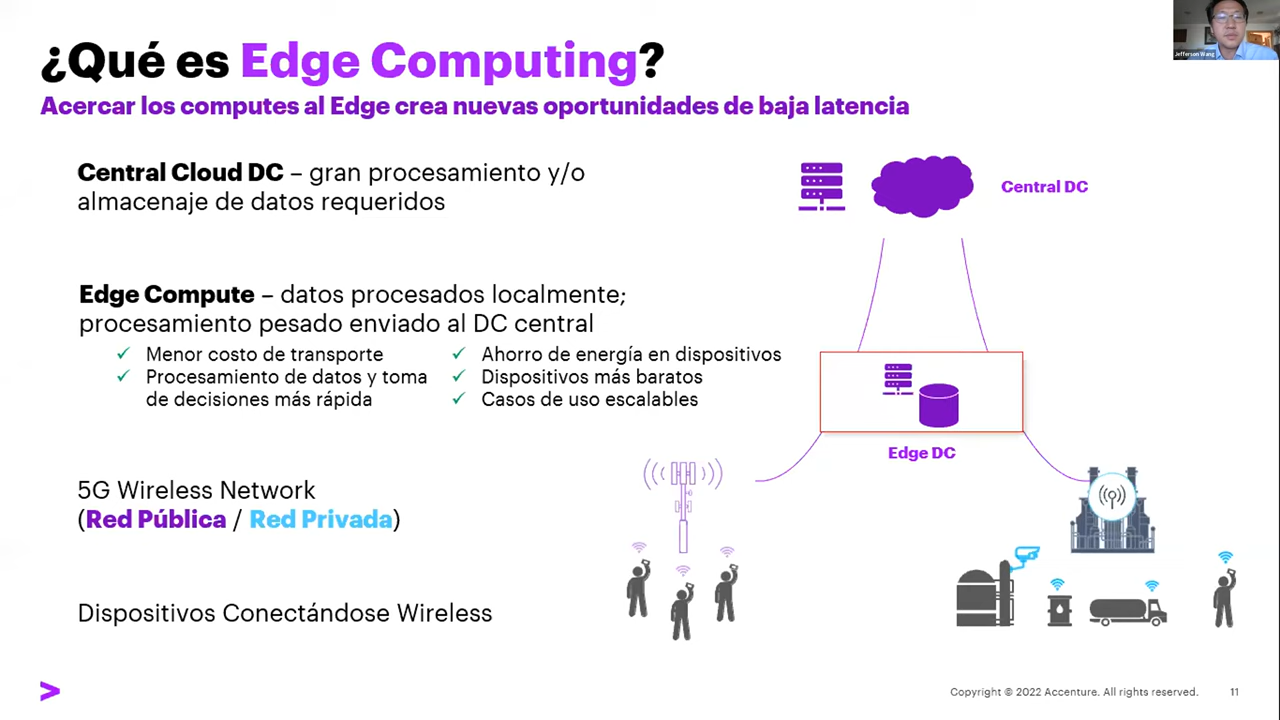 ¿Qué es Edge Computing?
Acercar los computes al Edge crea nuevas oportunidades de baja latencia
Jefferson Wang
Central Cloud DC – gran procesamiento y/o
almacenaje de datos requeridos
Central DC
Edge Compute – datos procesados localmente;
procesamiento pesado enviado al DC central
✓ Menor costo de transporte
✓ Procesamiento de datos y toma
de decisiones más rápida
✓ Ahorro de energía en dispositivos
✓ Dispositivos más baratos
✓ Casos de uso escalables
Edge DC
5G Wireless Network
(Red Pública / Red Privada)
Dispositivos Conectándose Wireless
Copyright © 2022 Accenture. All rights reserved. 11